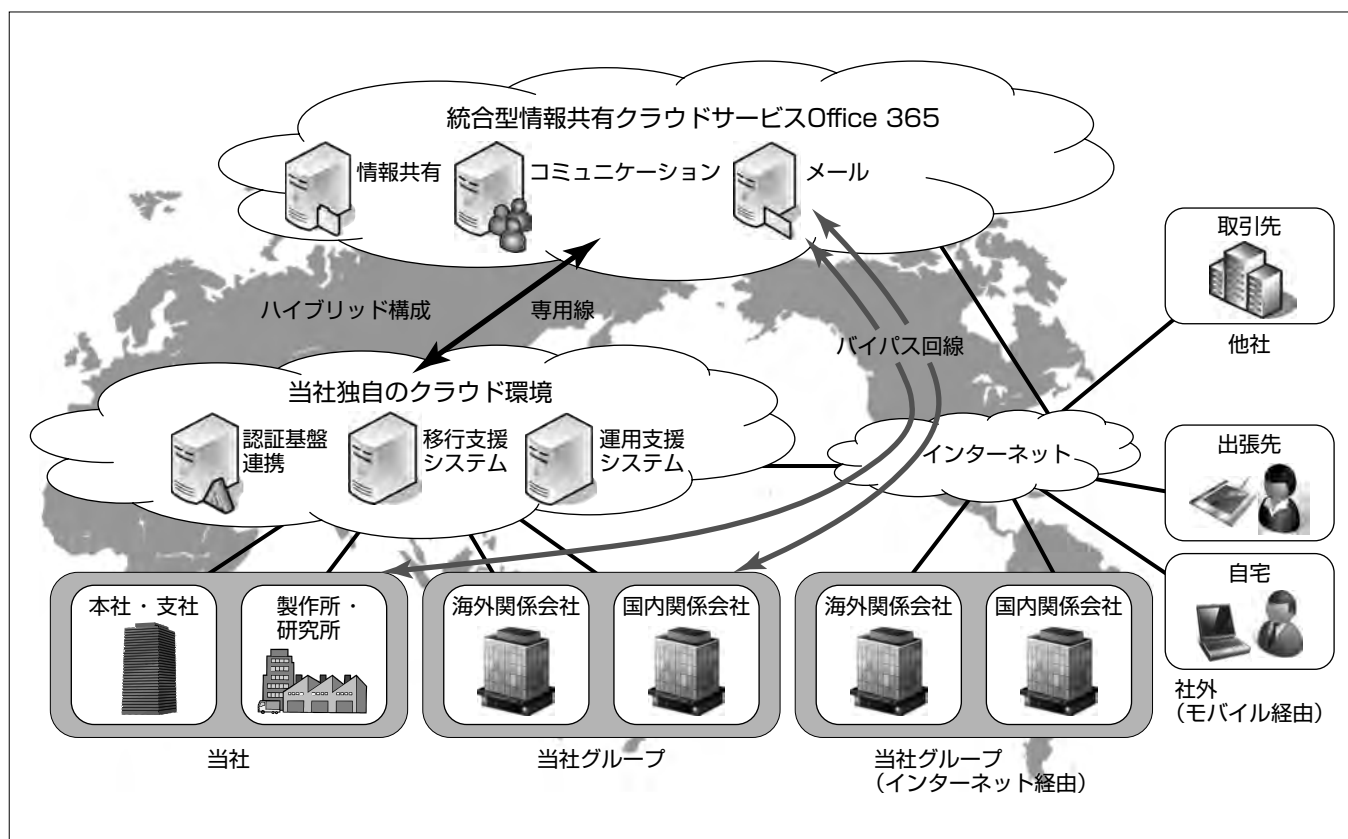 統合型情報共有クラウドサービスOffice 365
情報共有
コミュニケーション
メール
取引先
他社
ハイブリッド構成
専用線
バイパス回線
当社独自のクラウド環境
認証基盤
連携
移行支援
システム
運用支援
システム
インターネット
出張先
自宅
社外
（モバイル経由）
本社・支社
製作所・
研究所
海外関係会社
国内関係会社
海外関係会社
国内関係会社
当社
当社グループ
当社グループ
（インターネット経由）